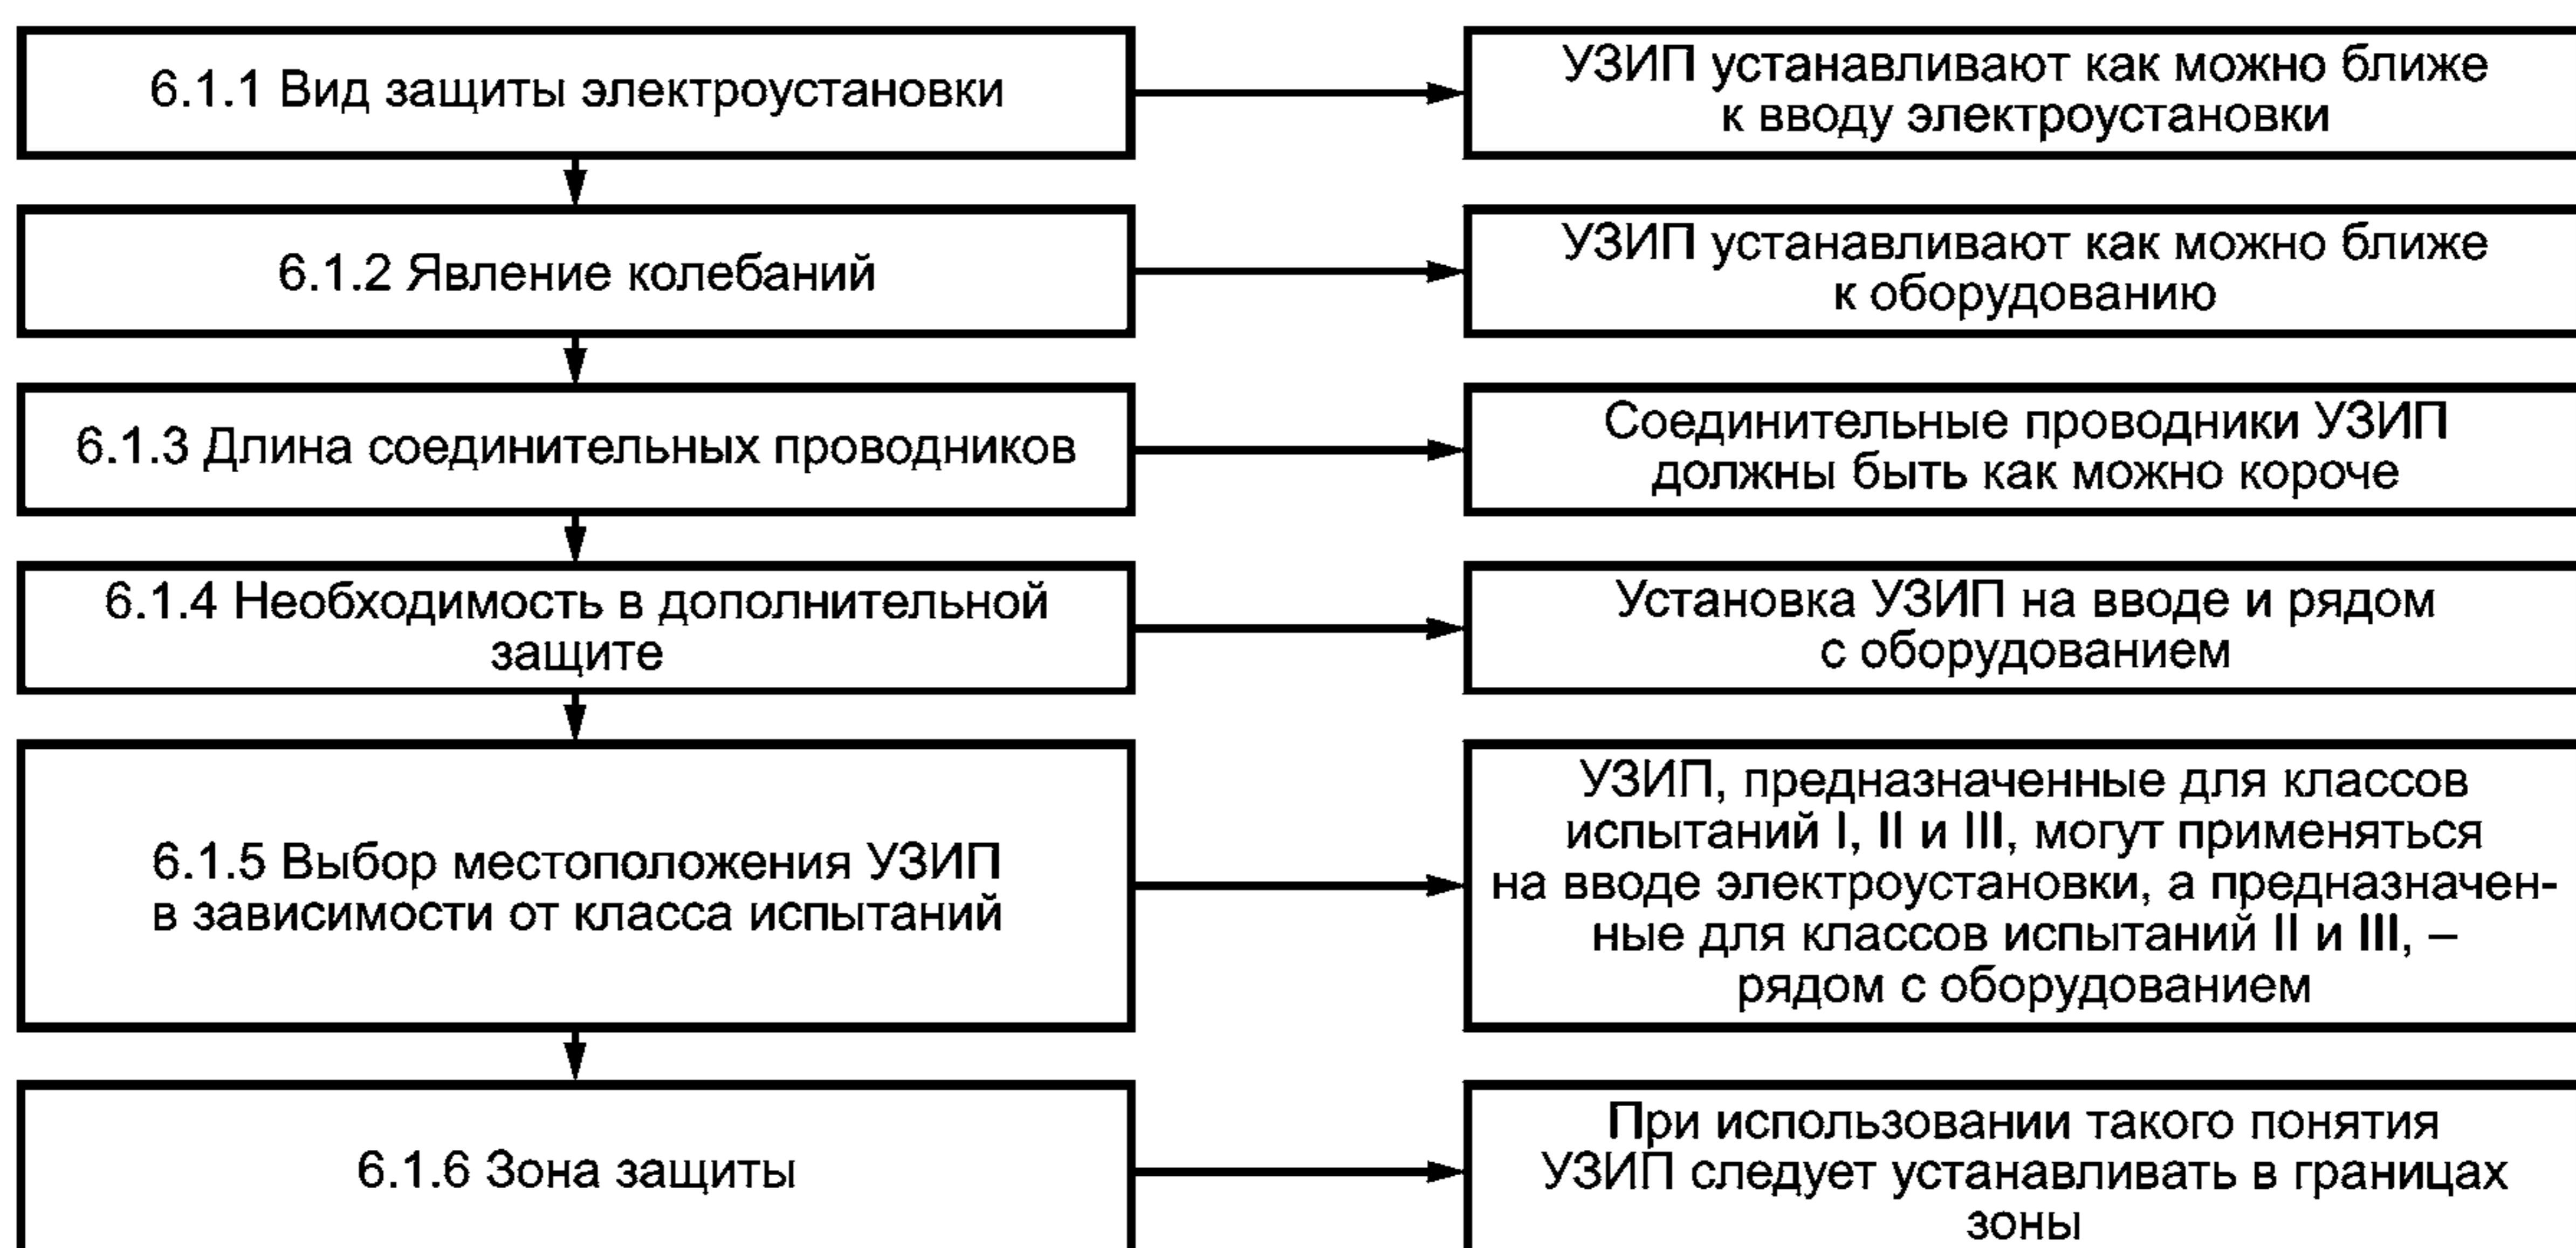 6.1.1 Вид защиты электроустановки
УЗИП устанавливают как можно ближе
к вводу электроустановки
6.1.2 Явление колебаний
УЗИП устанавливают как можно ближе
к оборудованию
6.1.3 Длина соединительных проводников
Соединительные проводники УЗИП
должны быть как можно короче
6.1.4 Необходимость в дополнительной
защите
Установка УЗИП на вводе и рядом
с оборудованием
6.1.5 Выбор местоположения УЗИП
в зависимости от класса испытаний
УЗИП, предназначенные для классов
испытаний I, II и III, могут применяться
на вводе электроустановки, а предназначен-
ные для классов испытаний II и III, –
рядом с оборудованием
6.1.6 Зона защиты
При использовании такого понятия
УЗИП следует устанавливать в границах
зоны